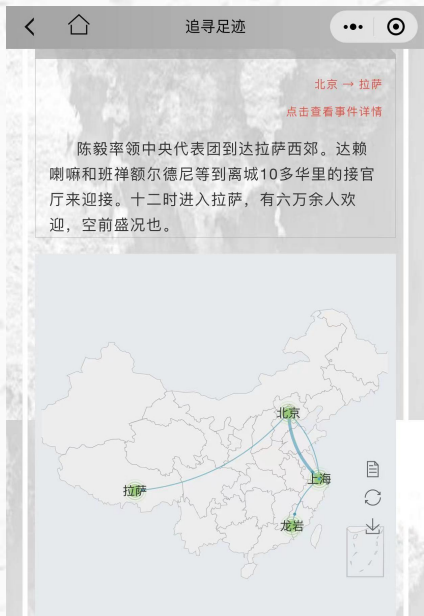 追寻足迹
北京 → 拉萨
点击查看事件详情
陈毅率领中央代表团到达拉萨西郊。达赖
喇嘛和班禅额尔德尼等到离城10多华里的接官
厅来迎接。十二时进入拉萨，有六万余人欢
迎，空前盛况也。
北京
上海
拉萨
龙岩